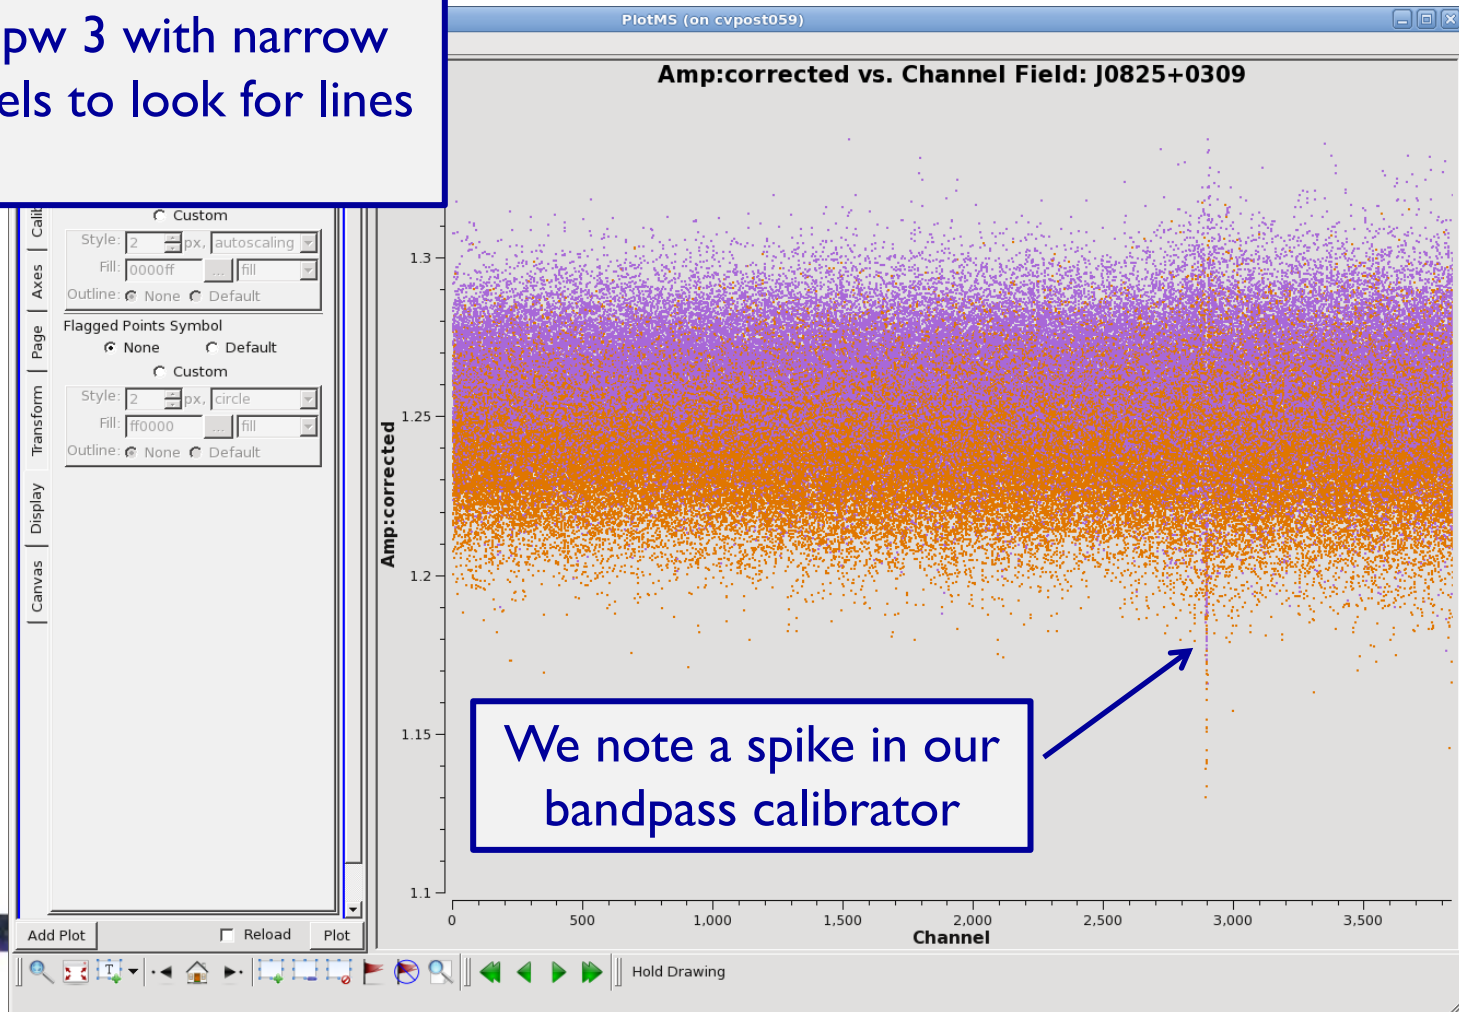 pw 3 with narrow
els to look for lines
PlotMS (on cvpost059)
Calib
Axes
Page
Transform
Display
Canvas
Custom
Style: 2 px, autoscaling
Fill: 0000ff ... fill
Outline: None Default
Flagged Points Symbol
None Default
Custom
Style: 2 px, circle
Fill: ff0000 ... fill
Outline: None Default
Add Plot Reload Plot
Amp:corrected vs. Channel Field: J0825+0309
Amp:corrected
1.3
1.25
1.2
1.15
1.1
We note a spike in our
bandpass calibrator
0 500 1,000 1,500 2,000 2,500 3,000 3,500
Channel
T
Hold Drawing